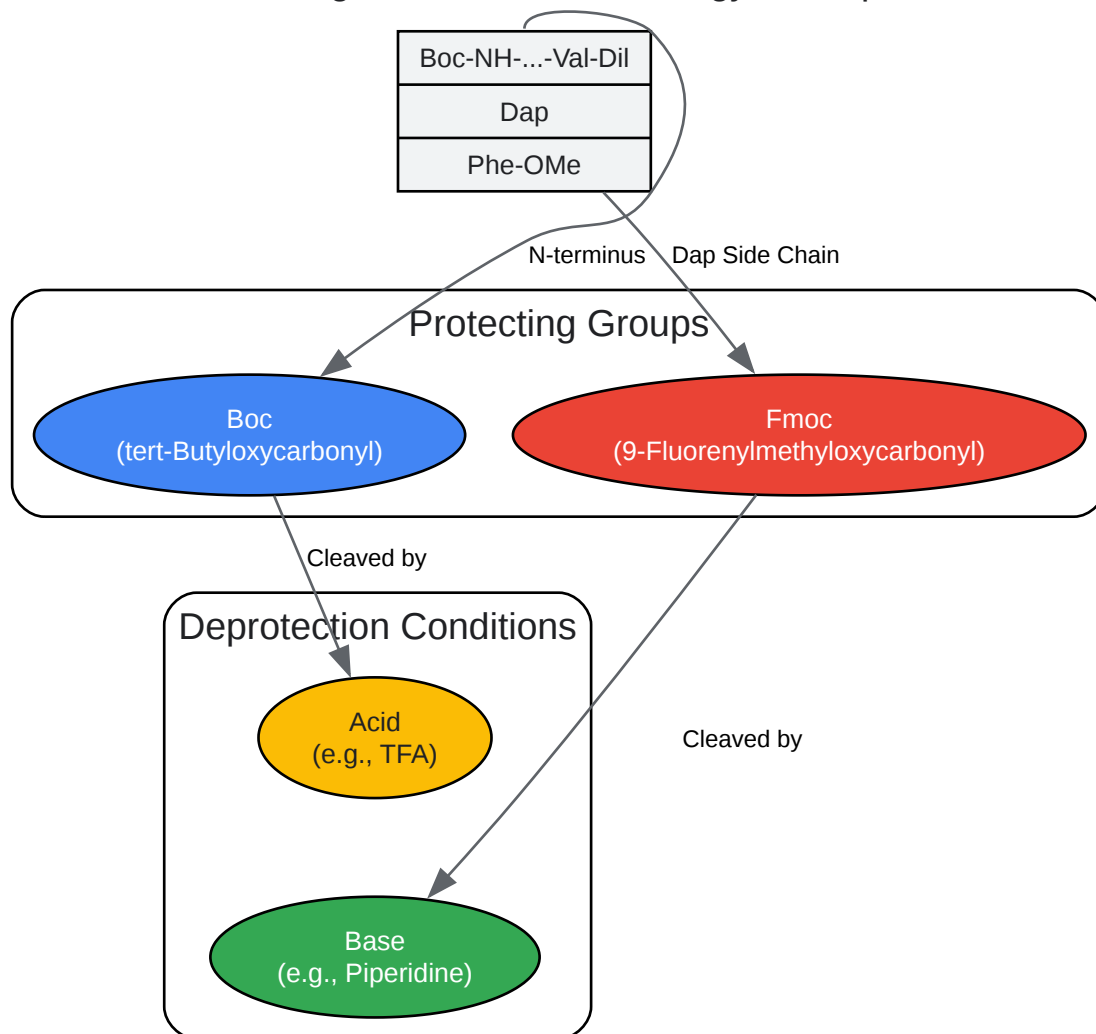 Boc-NH-...-Val-Dil
Dap
Phe-OMe
N-terminus
Dap Side Chain
Protecting Groups
Boc
(tert-Butyloxycarbonyl)
Fmoc
(9-Fluorenylmethyloxycarbonyl)
Cleaved by
Deprotection Conditions
Acid
(e.g., TFA)
Cleaved by
Base
(e.g., Piperidine)